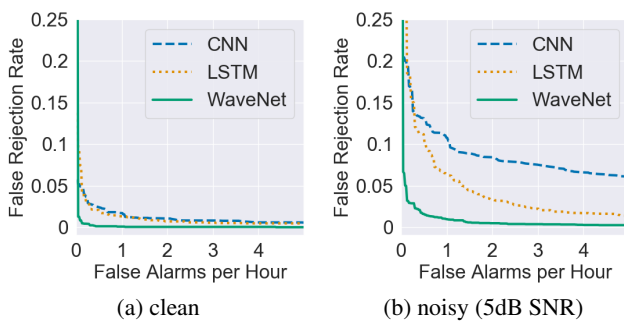 0.25
0.2
0.15
0.1
0.05
0
False Rejection Rate
CNN
LSTM
WaveNet
0 1 2 3 4
False Alarms per Hour
(a) clean
0.25
0.2
0.15
0.1
0.05
0
False Rejection Rate
CNN
LSTM
WaveNet
0 1 2 3 4
False Alarms per Hour
(b) noisy (5dB SNR)